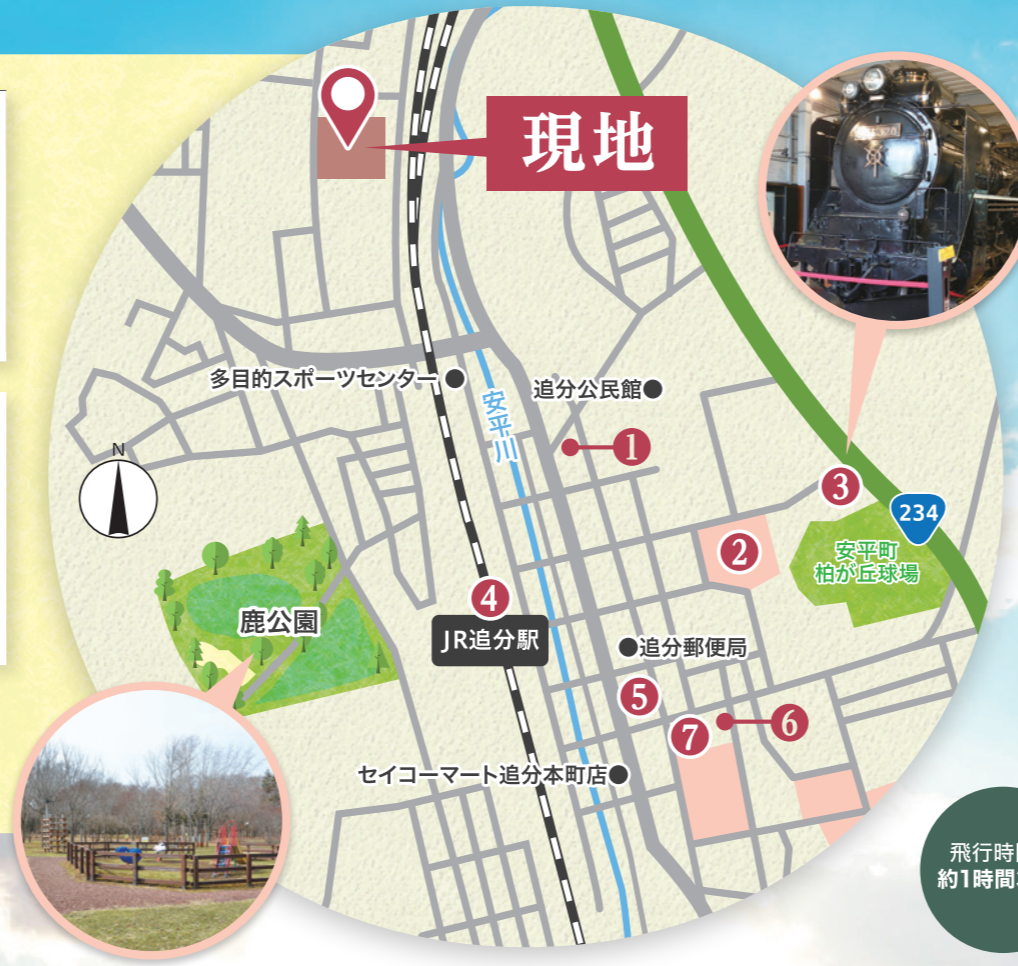 現地
多目的スポーツセンター
追分公民館
安平川
1
N
3
234
2
安平町
柏が丘球場
4
鹿公園
JR追分駅
追分郵便局
5
6
7
セイコーマート追分本町店
飛行時間
約1時間